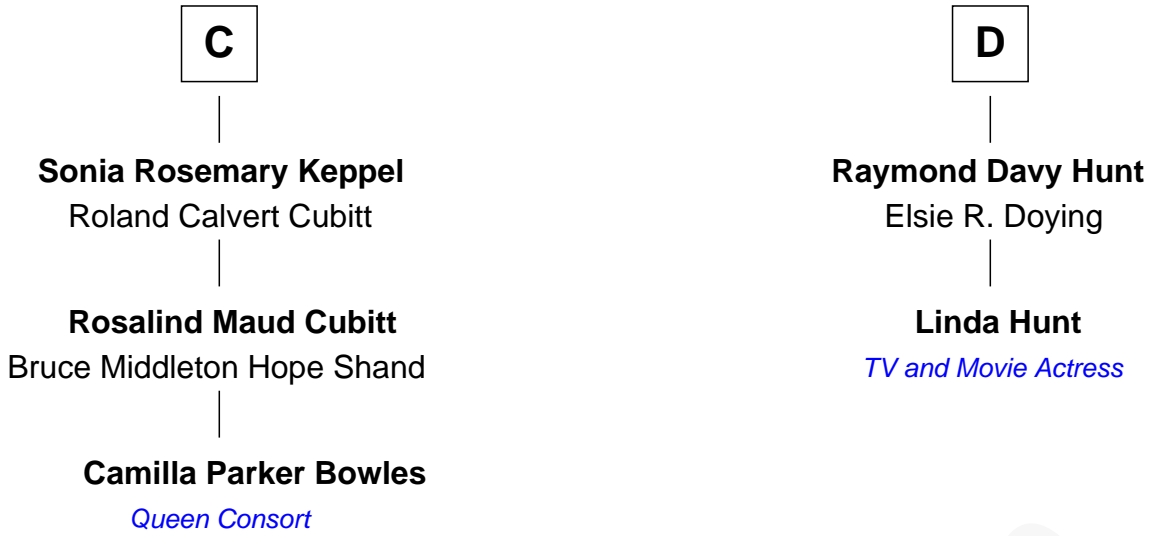 C
Sonia Rosemary Keppel
Roland Calvert Cubitt
Rosalind Maud Cubitt
Bruce Middleton Hope Shand
Camilla Parker Bowles
Queen Consort
D
Raymond Davy Hunt
Elsie R. Doying
Linda Hunt
TV and Movie Actress